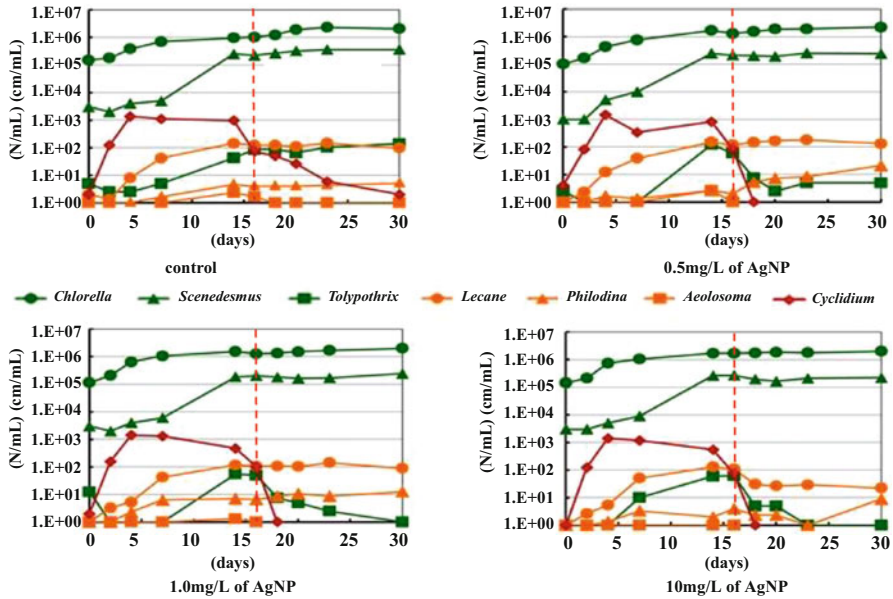 1.E+07
1.E+06
1.E+05
1.E+04
1.E+03
1.E+02
1.E+01
1.E+00
(N/mL) (cm/mL)
0 5 10 15 20 25 30
(days)
control
1.E+07
1.E+06
1.E+05
1.E+04
1.E+03
1.E+02
1.E+01
1.E+00
(N/mL) (cm/mL)
0 5 10 15 20 25 30
(days)
0.5mg/L of AgNP
Chlorella Scenedesmus Tolypothrix Lecane Philodina Aeolosoma Cyclidium
1.E+07
1.E+06
1.E+05
1.E+04
1.E+03
1.E+02
1.E+01
1.E+00
(N/mL) (cm/mL)
0 5 10 15 20 25 30
(days)
1.0mg/L of AgNP
1.E+07
1.E+06
1.E+05
1.E+04
1.E+03
1.E+02
1.E+01
1.E+00
(N/mL) (cm/mL)
0 5 10 15 20 25 30
(days)
10mg/L of AgNP